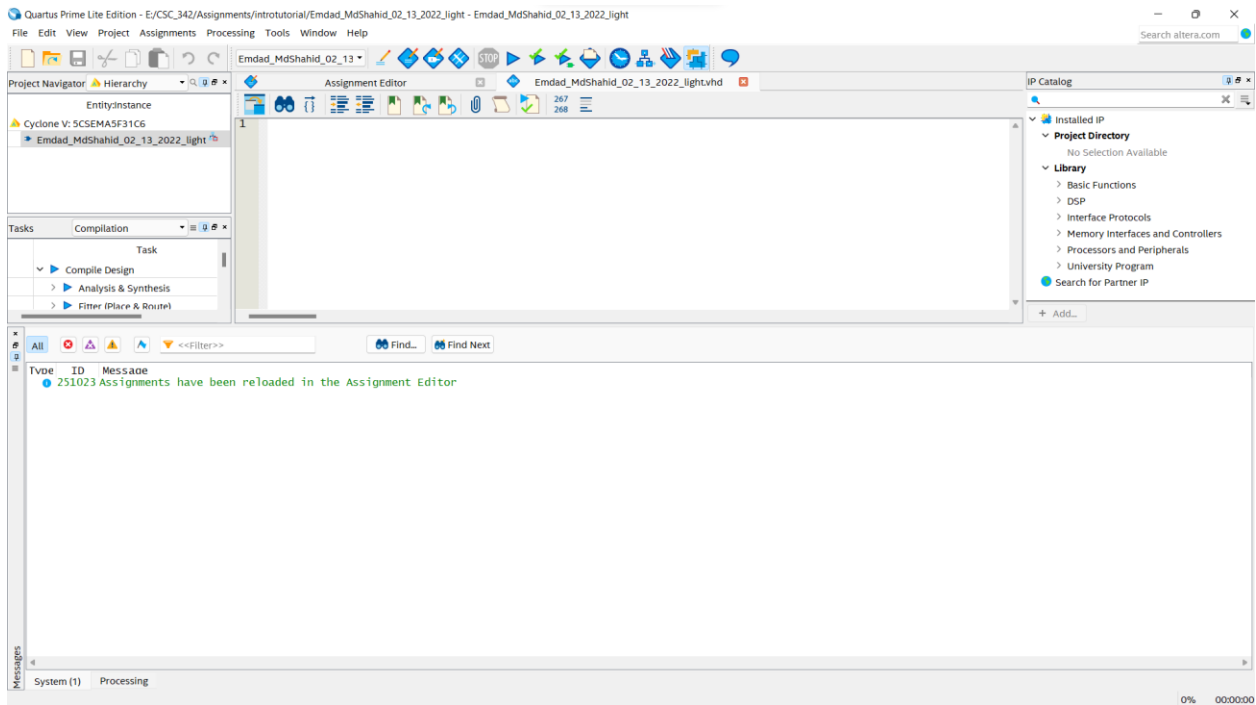 Quartus Prime Lite Edition - E:/CSC_342/Assignments/introtutorial/Emdad_MdShahid_02_13_2022_light - Emdad_MdShahid_02_13_2022_light
File Edit View Project Assignments Processing Tools Window Help
Search altera.com
Emdad_MdShahid_02_13
STOP
Project Navigator Hierarchy
Assignment Editor
Emdad_MdShahid_02_13_2022_light.vhd
IP Catalog
Entity:Instance
267
268
Cyclone V: 5CSEMA5F31C6
Emdad_MdShahid_02_13_2022_light
1
Installed IP
Project Directory
No Selection Available
Library
Basic Functions
DSP
Interface Protocols
Memory Interfaces and Controllers
Processors and Peripherals
University Program
Search for Partner IP
+ Add...
Tasks Compilation
Task
Compile Design
Analysis & Synthesis
Fitter (Place & Route)
All <<Filter>> Find... Find Next
Type ID Message
251023 Assignments have been reloaded in the Assignment Editor
Messages
System (1) Processing
0% 00:00:00